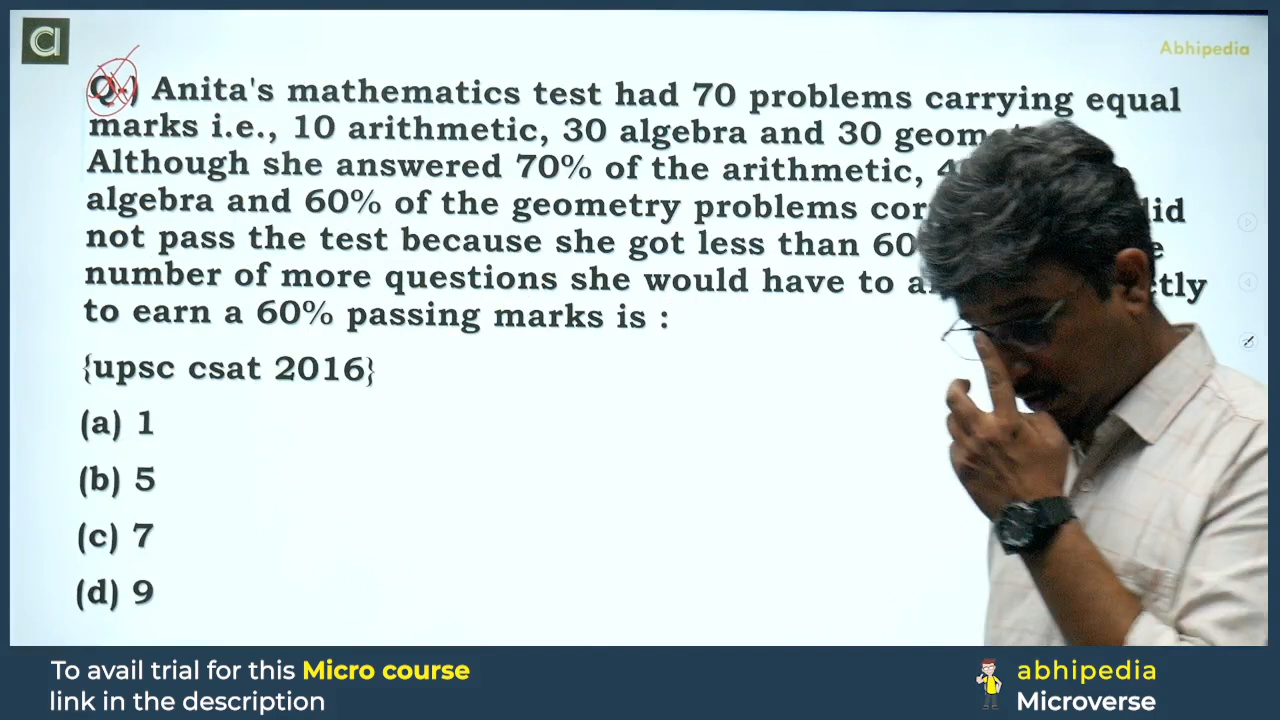 Abhipedia
Q.) Anita's mathematics test had 70 problems carrying equal
marks i.e., 10 arithmetic, 30 algebra and 30
Although she answered 70% of the arithmetic,
algebra and 60% of the geometry problems
not pass the test because she got less than
number of more questions she would have to
to earn a 60% passing marks is :
{upsc csat 2016}
(a) 1
(b) 5
(c) 7
(d) 9
To avail trial for this Micro course
link in the description
abhipedia
Microverse